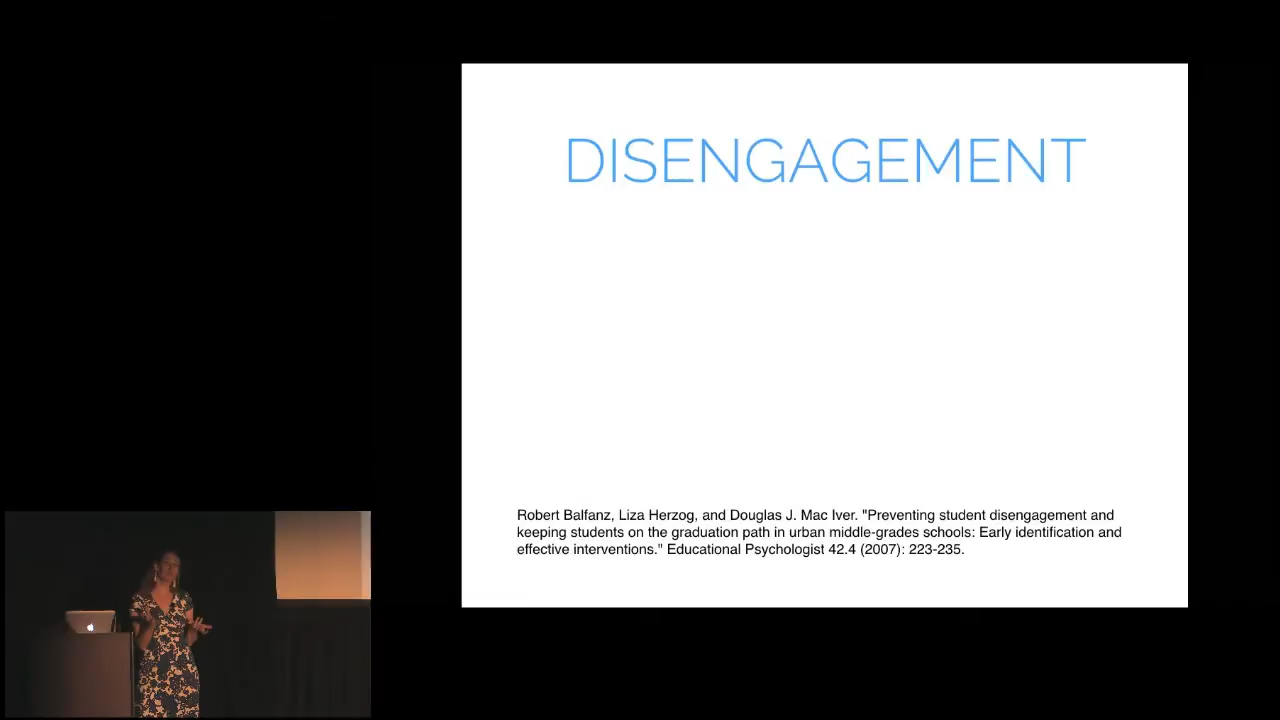 DISENGAGEMENT
Robert Balfanz, Liza Herzog, and Douglas J. Mac Iver. "Preventing student disengagement and
keeping students on the graduation path in urban middle-grades schools: Early identification and
effective interventions." Educational Psychologist 42.4 (2007): 223-235.